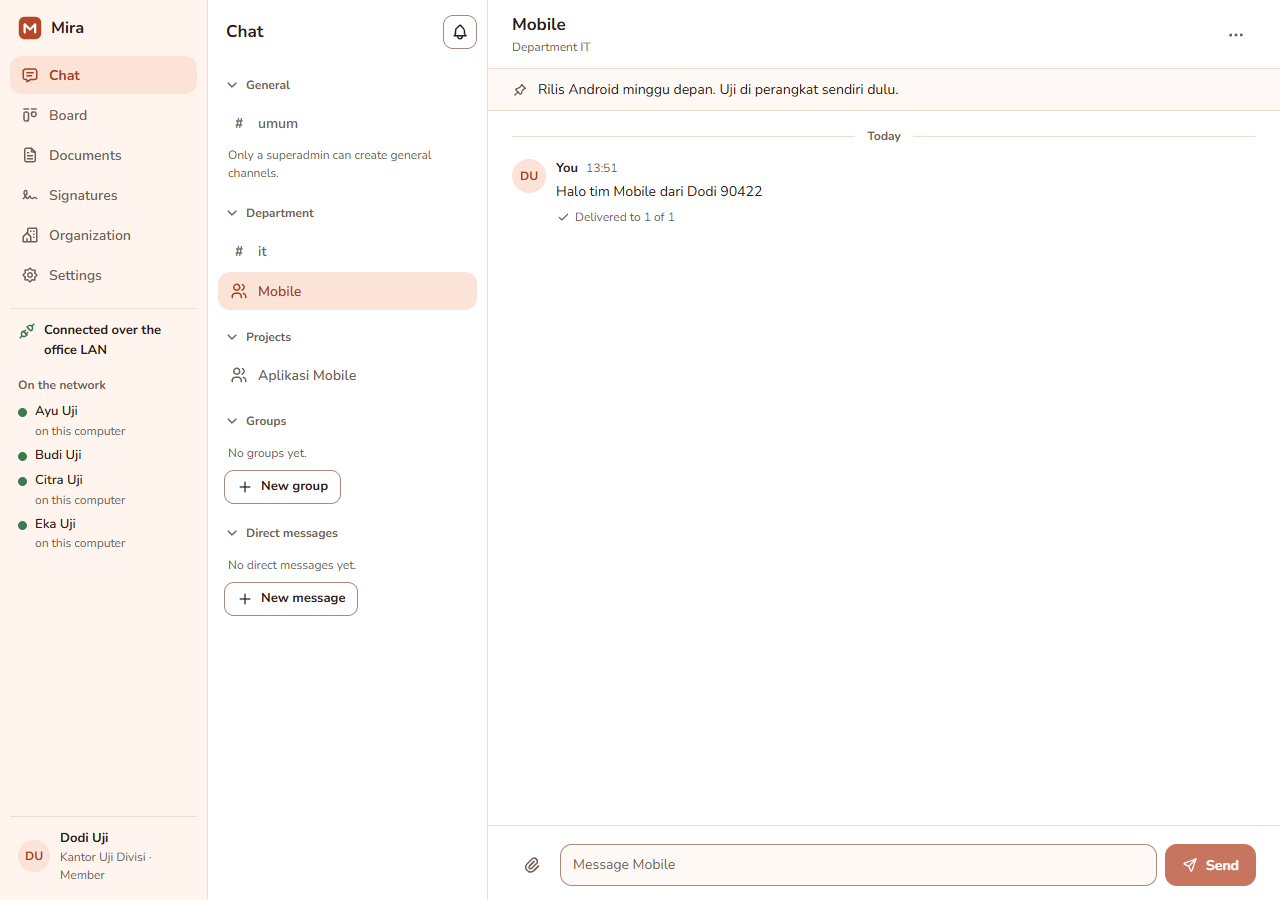 Mira
Chat
Board
Documents
Signatures
Organization
Settings
Connected over the
office LAN
On the network
Ayu Uji
on this computer
Budi Uji
Citra Uji
on this computer
Eka Uji
on this computer
DU
Dodi Uji
Kantor Uji Divisi ·
Member
Chat
General
# umum
Only a superadmin can create general
channels.
Department
# it
Mobile
Projects
Aplikasi Mobile
Groups
No groups yet.
New group
Direct messages
No direct messages yet.
New message
Mobile
Department IT
Rilis Android minggu depan. Uji di perangkat sendiri dulu.
Today
DU
You 13:51
Halo tim Mobile dari Dodi 90422
Delivered to 1 of 1
Message Mobile
Send